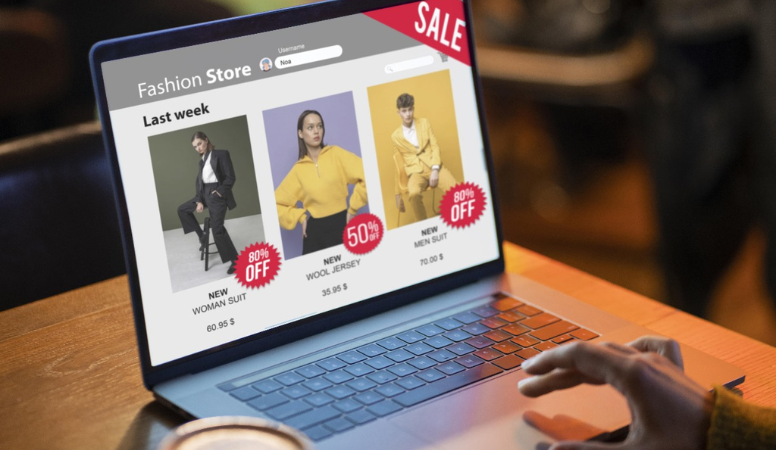 SALE
Username
Fashion Store
Noa
Last week
80%
OFF
NEW
WOMAN SUIT
60.95 $
50%
OFF
NEW
WOOL JERSEY
35.95 $
80%
OFF
NEW
MEN SUIT
70.00 $